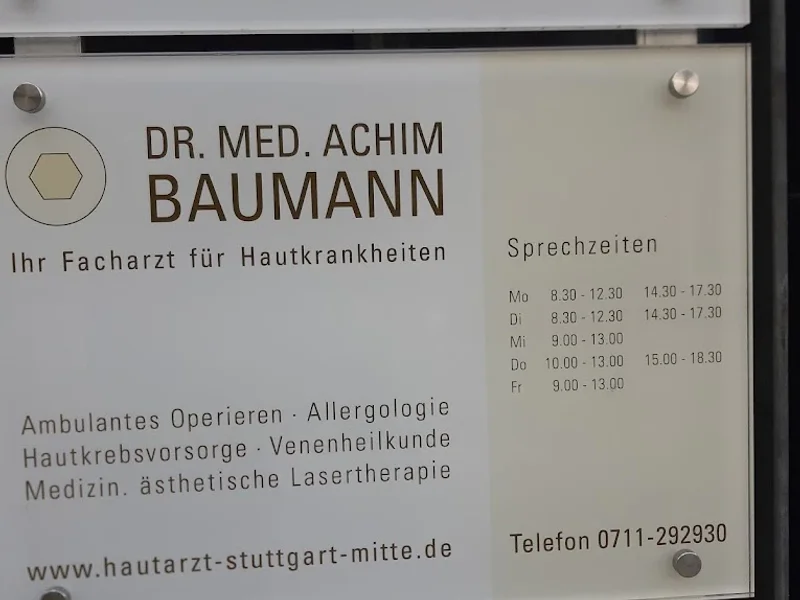 DR. MED. ACHIM
BAUMANN
Ihr Facharzt für Hautkrankheiten
Ambulantes Operieren · Allergologie
Hautkrebsvorsorge · Venenheilkunde
Medizin. ästhetische Lasertherapie
www.hautarzt-stuttgart-mitte.de
Sprechzeiten
Mo 8.30 - 12.30 14.30 - 17.30
Di 8.30 - 12.30 14.30 - 17.30
Mi 9.00 - 13.00
Do 10.00 - 13.00 15.00 - 18.30
Fr 9.00 - 13.00
Telefon 0711-292930